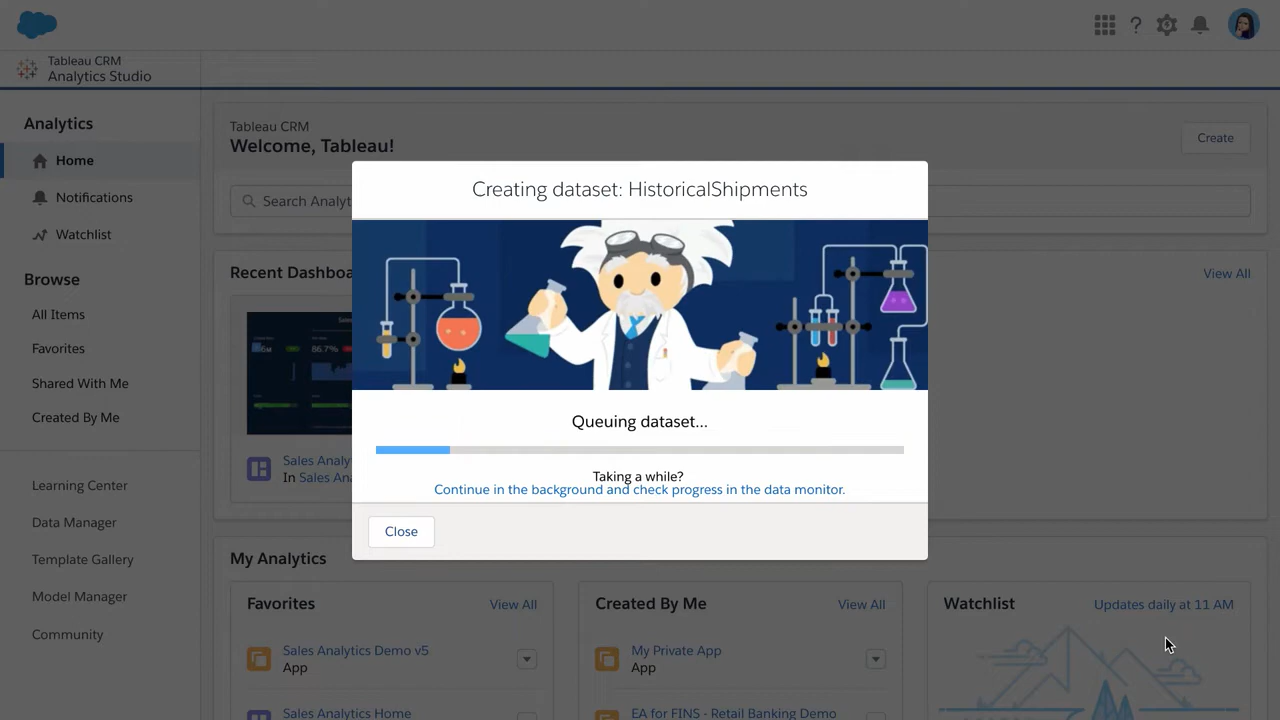 Tableau CRM
Analytics Studio
Analytics
Home
Notifications
Watchlist
Browse
All Items
Favorites
Shared With Me
Created By Me
Learning Center
Data Manager
Template Gallery
Model Manager
Community
Tableau CRM
Welcome, Tableau!
Create
Search Analyt
Recent Dashboa
View All
86.7%
Sales Analy
In Sales Ana
Creating dataset: HistoricalShipments
Queuing dataset...
Taking a while?
Continue in the background and check progress in the data monitor.
Close
My Analytics
Favorites
View All
Sales Analytics Demo v5
App
Sales Analytics Home
Created By Me
View All
My Private App
App
EA for FINS - Retail Banking Demo
Watchlist
Updates daily at 11 AM